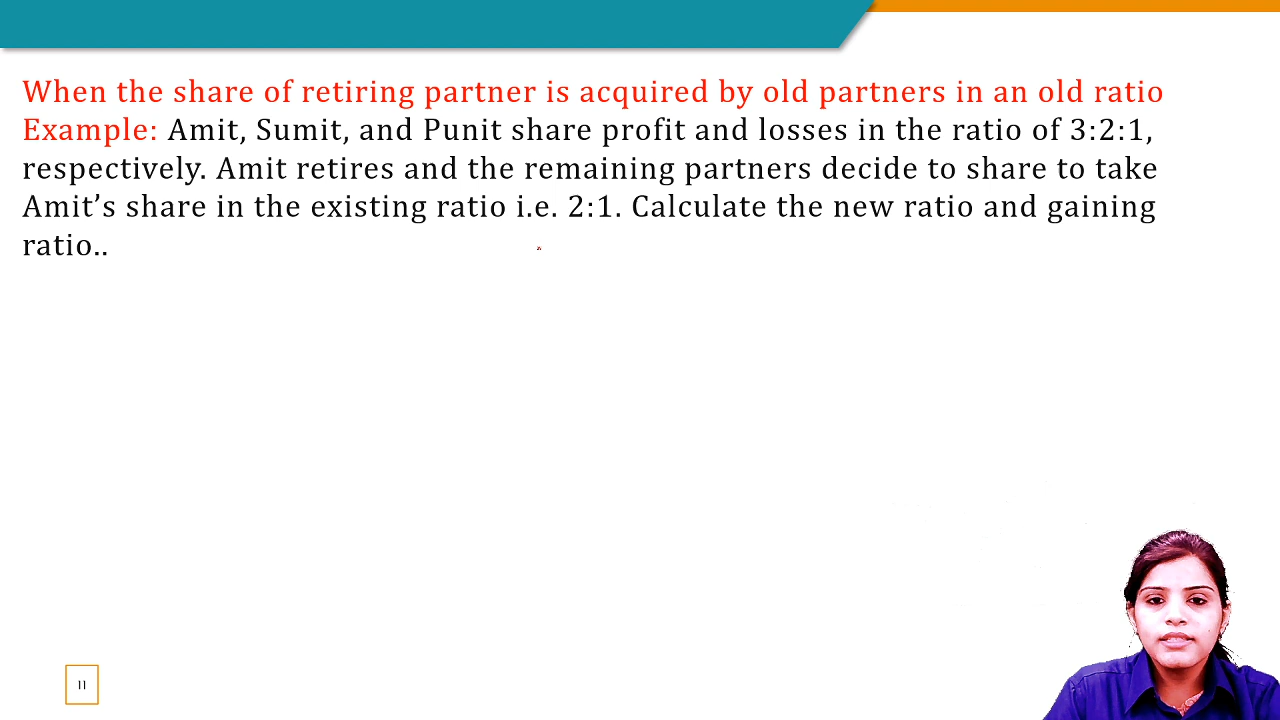 When the share of retiring partner is acquired by old partners in an old ratio
Example: Amit, Sumit, and Punit share profit and losses in the ratio of 3:2:1,
respectively. Amit retires and the remaining partners decide to share to take
Amit’s share in the existing ratio i.e. 2:1. Calculate the new ratio and gaining
ratio..
11